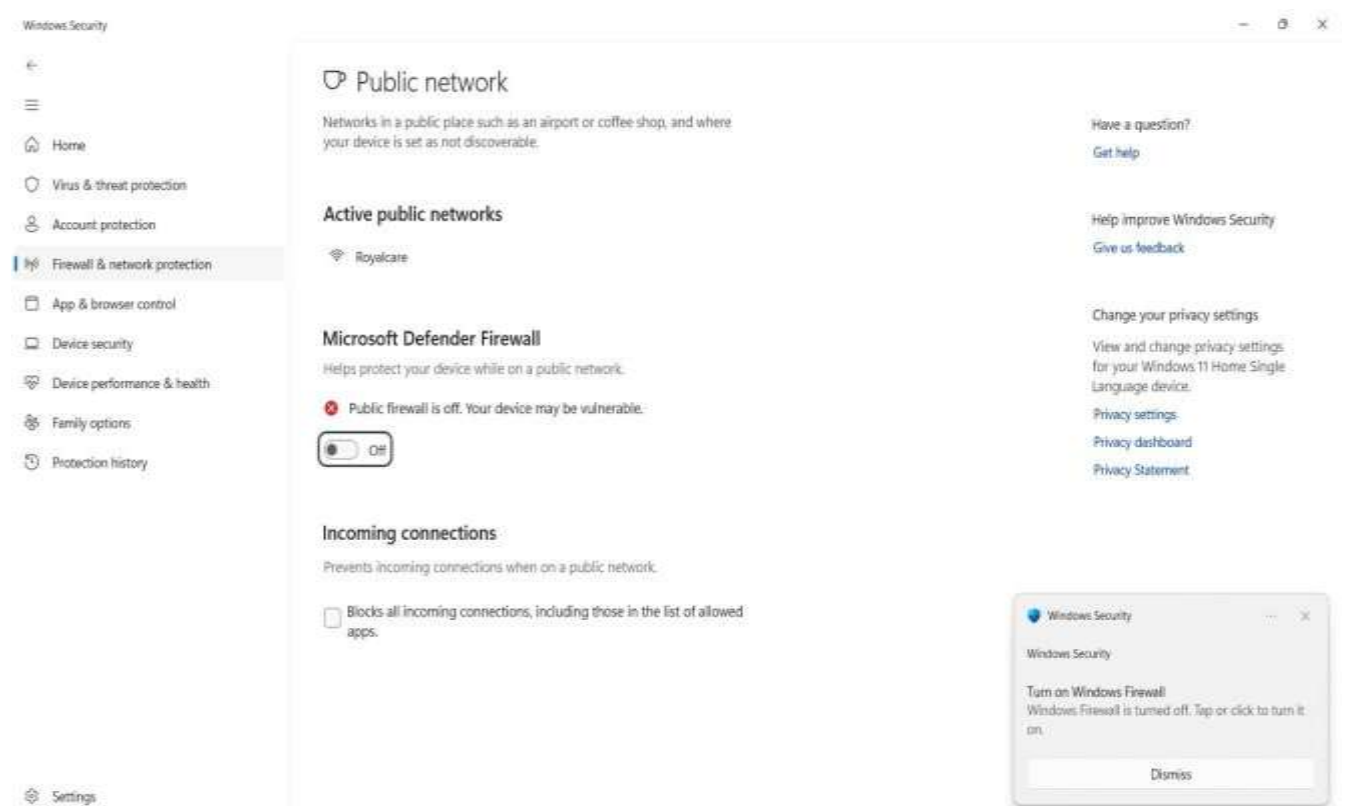 Windows Security
Home
Virus & threat protection
Account protection
Firewall & network protection
App & browser control
Device security
Device performance & health
Family options
Protection history
Settings
Public network
Networks in a public place such as an airport or coffee shop, and where
your device is set as not discoverable.
Active public networks
Royalcare
Microsoft Defender Firewall
Helps protect your device while on a public network.
Public firewall is off. Your device may be vulnerable.
Off
Incoming connections
Prevents incoming connections when on a public network.
Blocks all incoming connections, including those in the list of allowed
apps.
Have a question?
Get help
Help improve Windows Security
Give us feedback
Change your privacy settings
View and change privacy settings
for your Windows 11 Home Single
Language device.
Privacy settings
Privacy dashboard
Privacy Statement
Windows Security
Windows Security
Turn on Windows Firewall
Windows Firewall is turned off. Tap or click to turn it
on.
Dismiss